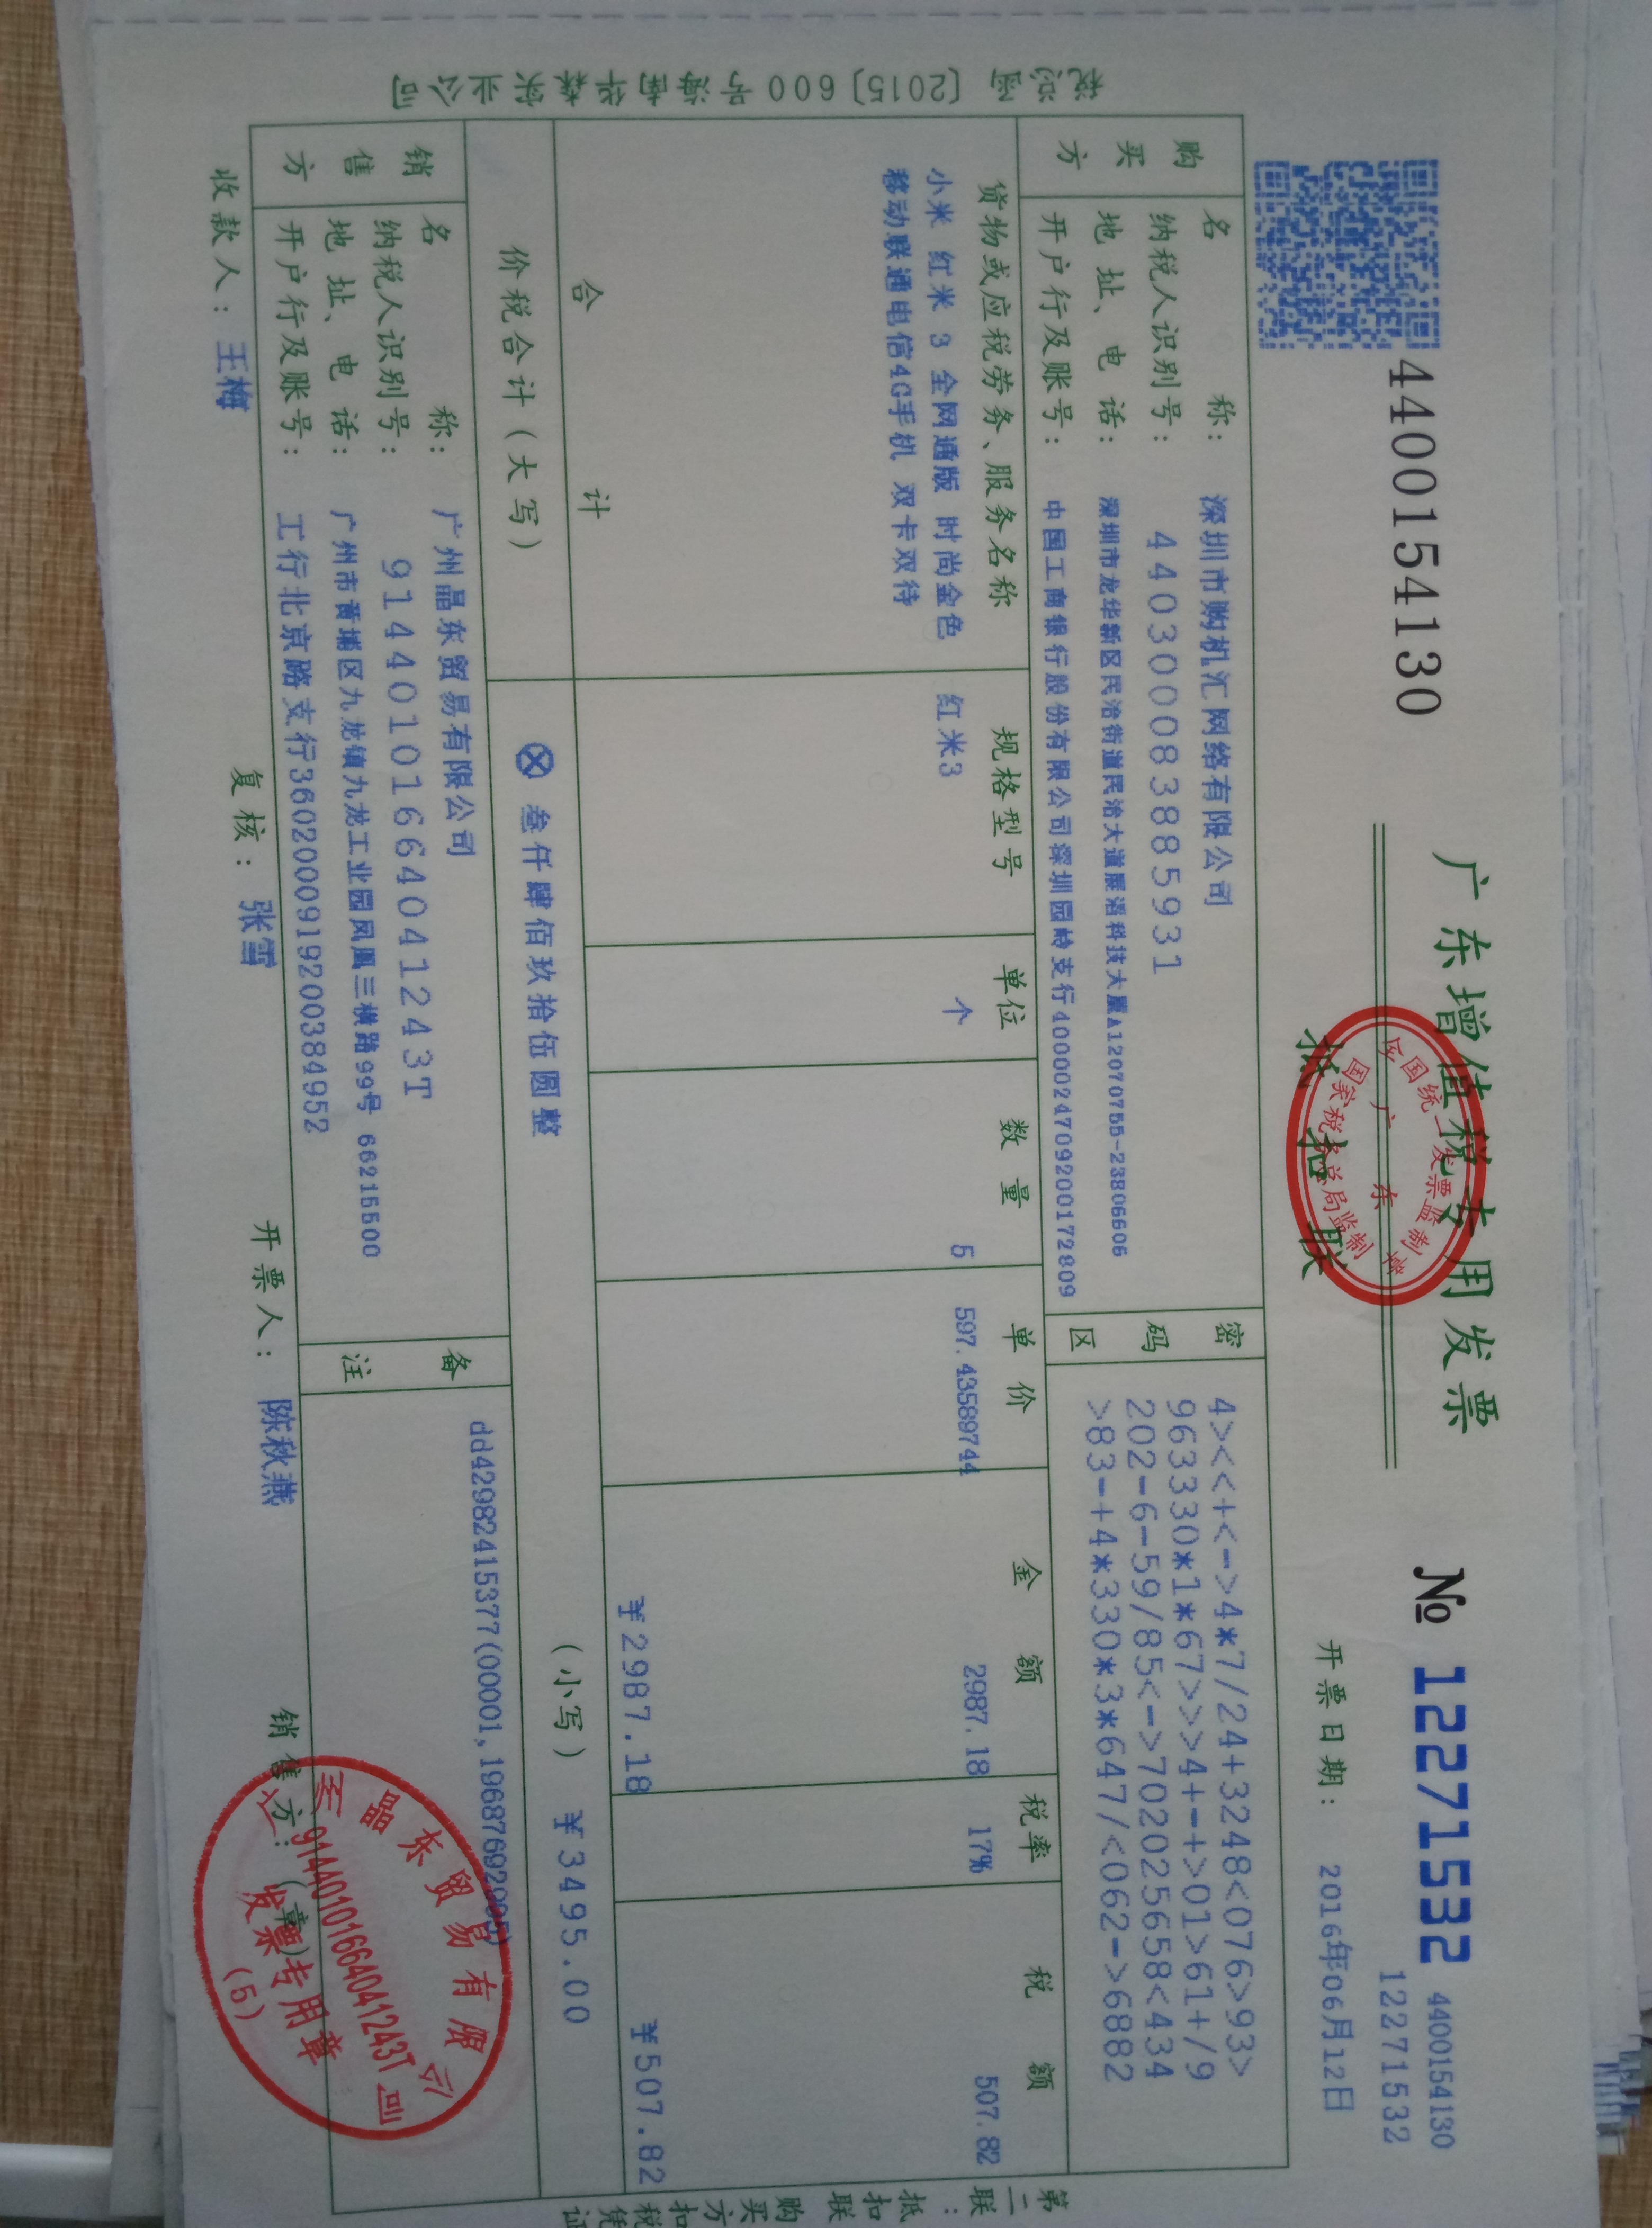 广东增值税专用发票
4400154130
№ 12271532
4400154130
12271532
全国统一发票监制章
广 东
国家税务总局监制
抵扣联
开票日期: 2016年06月12日
购买方
名 称: 深圳市购机汇网络有限公司
纳税人识别号: 440300083885931
地 址、电 话: 深圳市龙华新区民治街道民治大道展滔科技大厦A12070755-23806606
开户行及账号: 中国工商银行股份有限公司深圳园岭支行4000024709200172809
密码区
4><<+<->4*7/24+3248<076>93>
963330*1*67>>>4+-+>01>61+/9
202-6-59/85<->702025658<434
>83-+4*330*3*647/<062->6882
货物或应税劳务、服务名称 规格型号 单位 数 量 单 价 金 额 税率 税 额
小米 红米 3 全网通版 时尚金色 红米3 个 5 597.43589744 2987.18 17% 507.82
移动联通电信4G手机 双卡双待
合 计 ¥2987.18 ¥507.82
价税合计(大写) ⊗ 叁仟肆佰玖拾伍圆整 (小写) ¥3495.00
销售方
名 称: 广州晶东贸易有限公司
纳税人识别号: 91440101664041243T
地 址、电 话: 广州市黄埔区九龙镇九龙工业园凤凰三横路99号 66215500
开户行及账号: 工行北京路支行3602000919200384952
备注
dd42982415377(00001,19687692905)
收款人: 王梅 复核: 张雪 开票人: 陈秋燕 销售方:(章)
广州晶东贸易有限公司
91440101664041243T
发票专用章
(5)
税总函〔2015〕600号海南华森实业公司
第二联:抵扣联 购买方扣税凭证